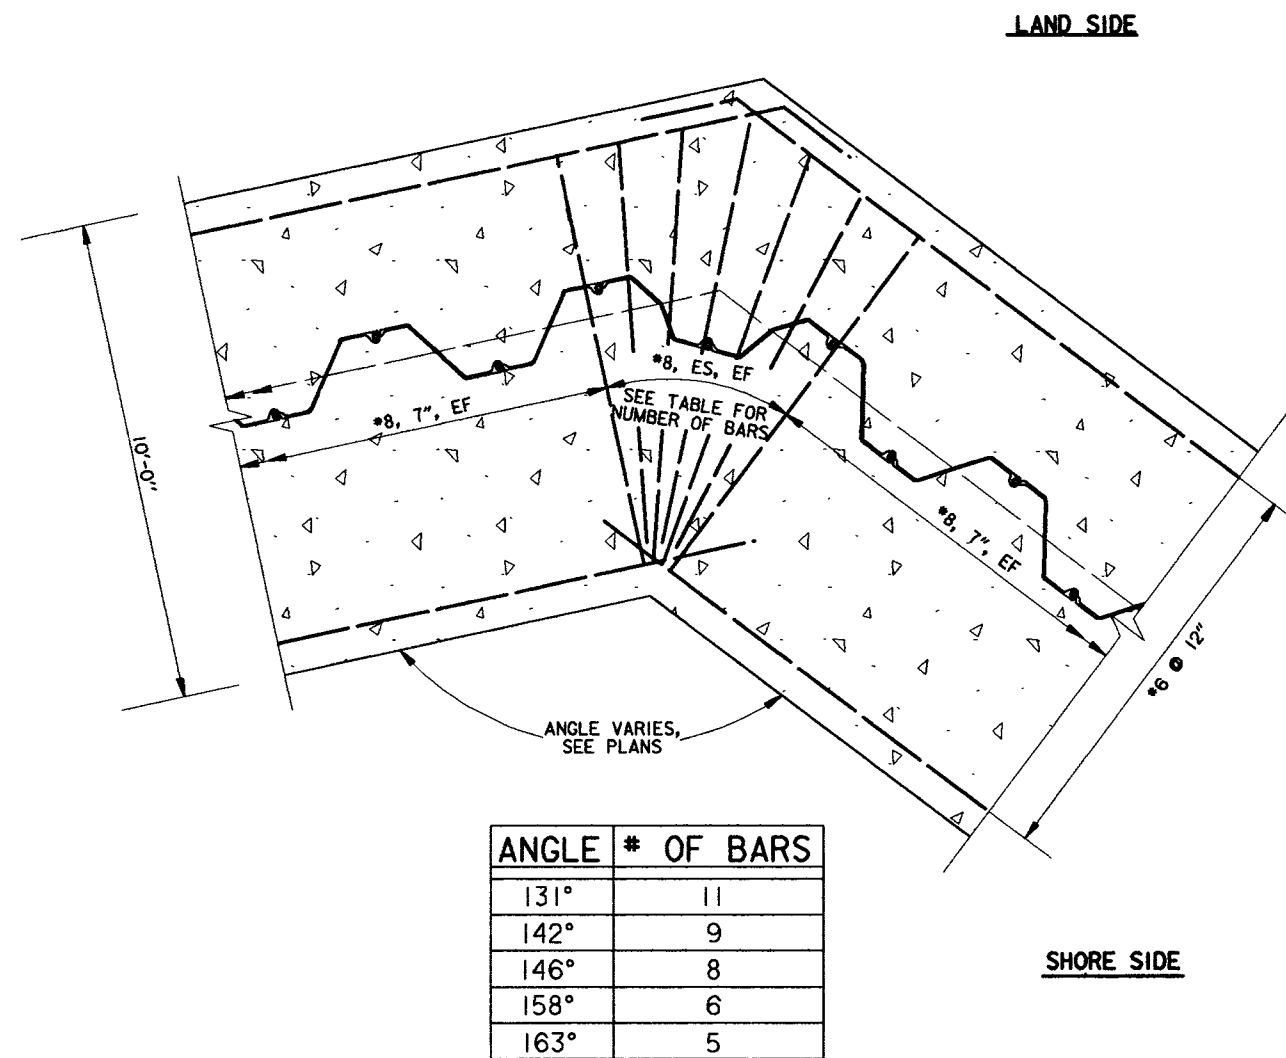 LAND SIDE
#8, ES, EF
SEE TABLE FOR
NUMBER OF BARS
#8, 7", EF
10'-0"
#8, 7", EF
#6 @ 12"
ANGLE VARIES,
SEE PLANS
ANGLE # OF BARS
131° 11
142° 9
146° 8
158° 6
163° 5
SHORE SIDE